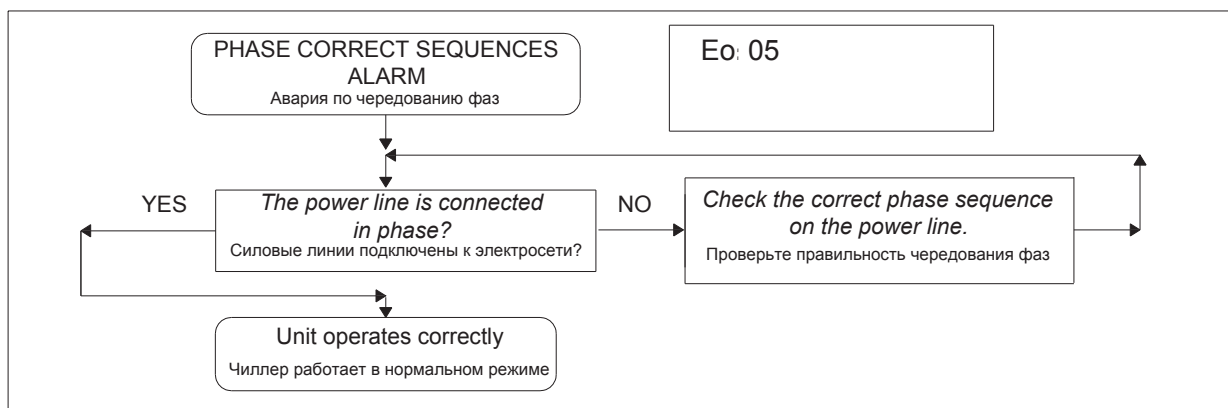 PHASE CORRECT SEQUENCES
ALARM
Авария по чередованию фаз
Eo: 05
YES
The power line is connected
in phase?
Силовые линии подключены к электросети?
NO
Check the correct phase sequence
on the power line.
Проверьте правильность чередования фаз
Unit operates correctly
Чиллер работает в нормальном режиме